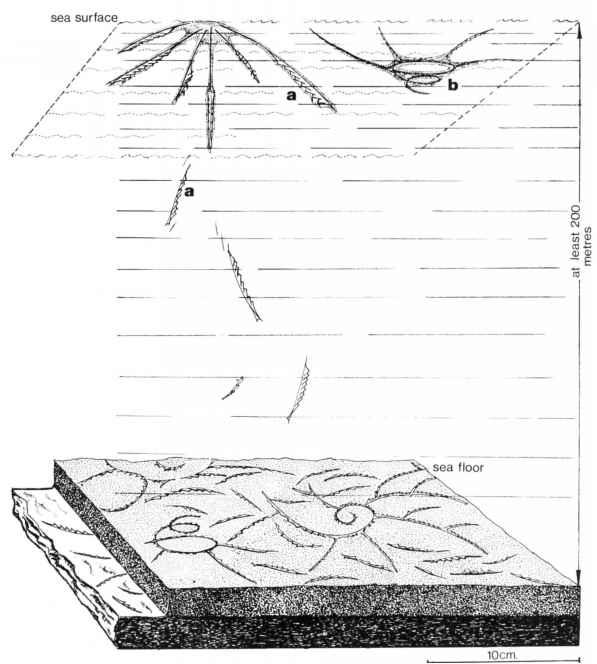 sea surface
a
b
a
at least 200
metres
sea floor
10cm.